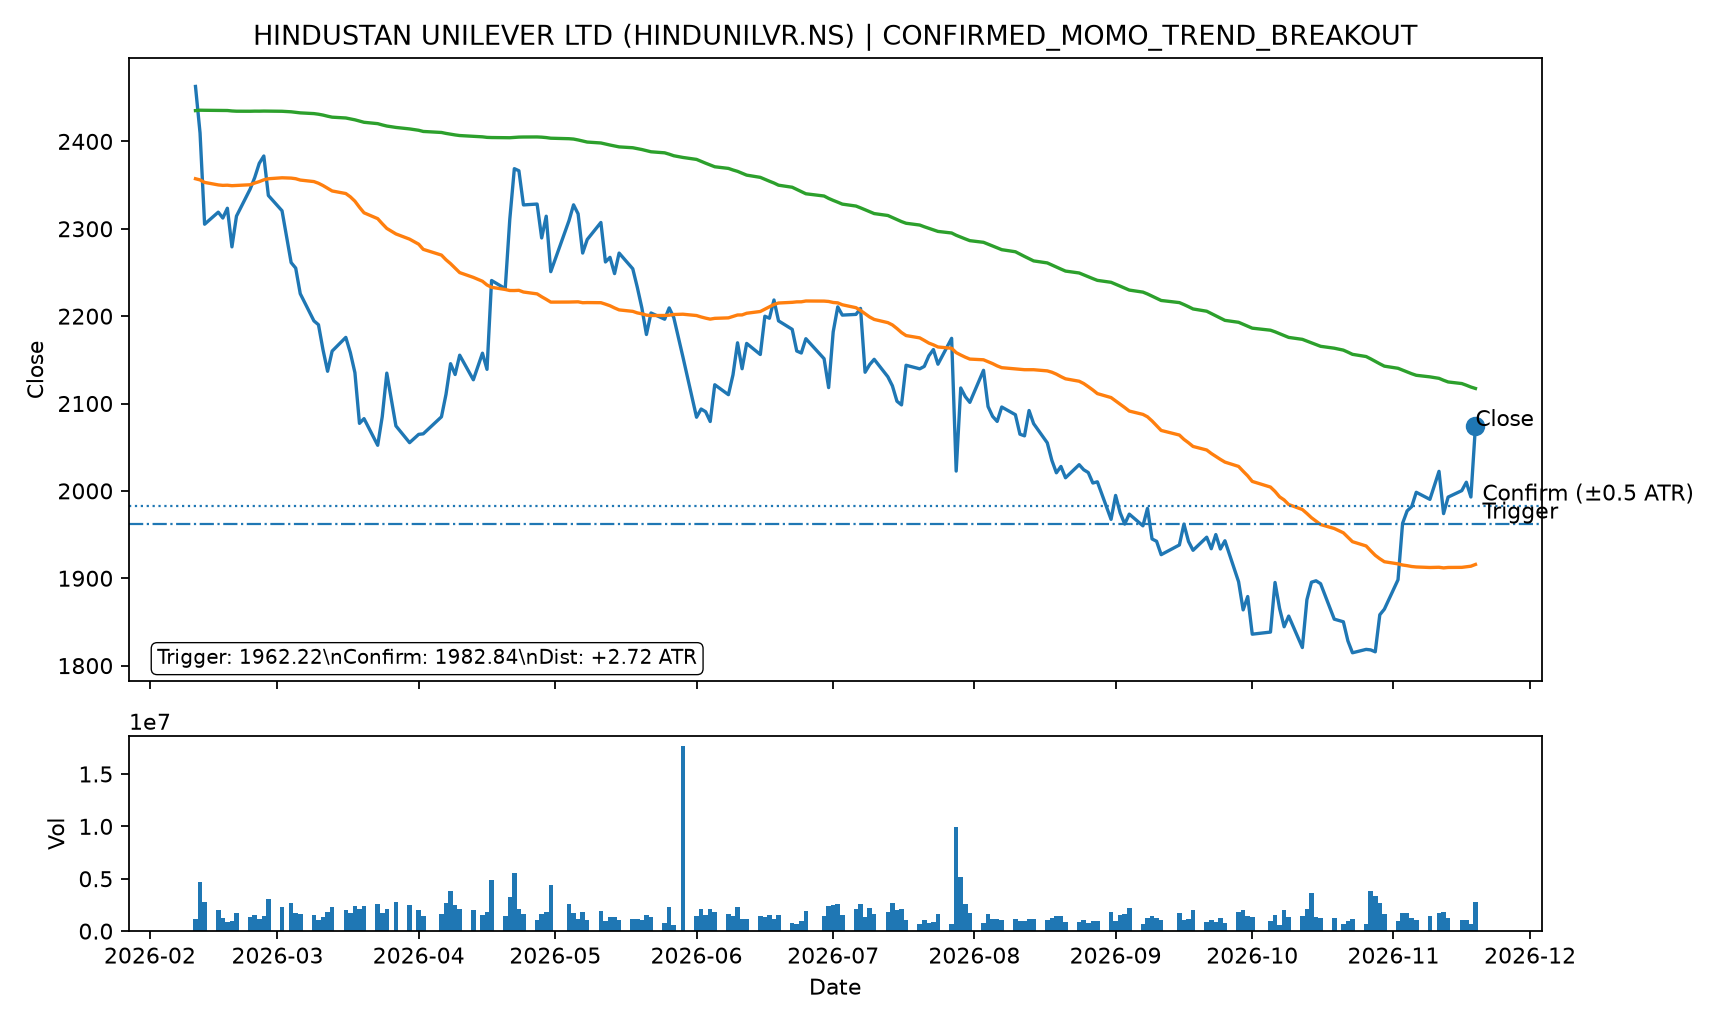 HINDUSTAN UNILEVER LTD (HINDUNILVR.NS) | CONFIRMED_MOMO_TREND_BREAKOUT
Close
2400
2300
2200
2100
2000
1900
1800
Close
Confirm (±0.5 ATR)
Trigger
Trigger: 1962.22\nConfirm: 1982.84\nDist: +2.72 ATR
1e7
Vol
1.5
1.0
0.5
0.0
2026-02 2026-03 2026-04 2026-05 2026-06 2026-07 2026-08 2026-09 2026-10 2026-11 2026-12
Date